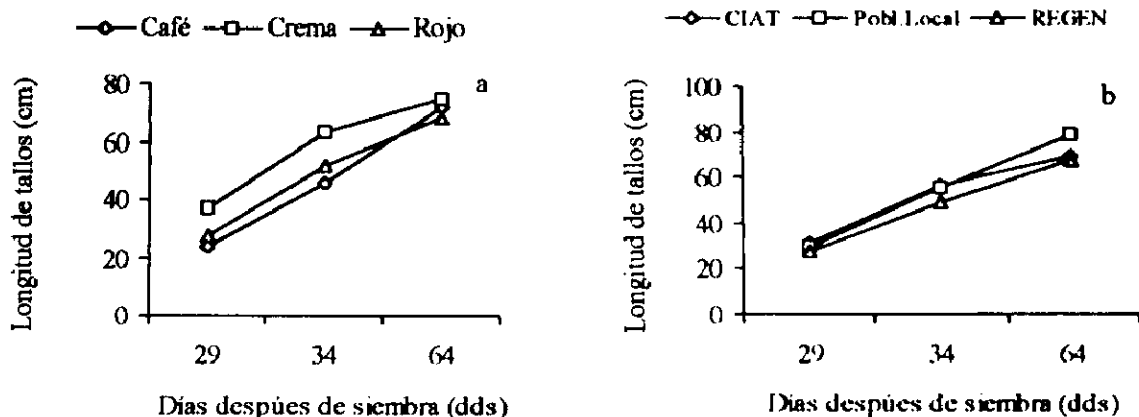 Café Crema Rojo
Longitud de tallos (cm)
80
60
40
20
0
a
29 34 64
Días despúes de siembra (dds)
CIAT Pobl.Local REGEN
Longitud de tallos (cm)
100
80
60
40
20
0
b
29 34 64
Días despúes de siembra (dds)